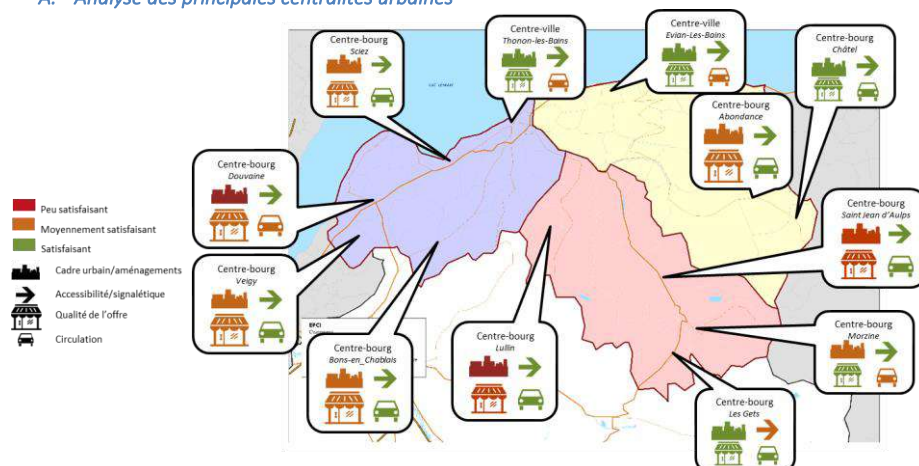 A. Analyse des principales centralités urbaines
Centre-bourg
Sciez
Centre-ville
Thonon-les-Bains
Centre-ville
Evian-Les-Bains
Centre-bourg
Châtel
Centre-bourg
Abondance
LAC LEMAN
Centre-bourg
Douvaine
Centre-bourg
Saint Jean d'Aulps
Peu satisfaisant
Moyennement satisfaisant
Satisfaisant
Cadre urbain/aménagements
Accessibilité/signalétique
Qualité de l'offre
Circulation
Centre-bourg
Veigy
EPCI
Centre-bourg
Bons-en_Chablais
Centre-bourg
Lullin
Centre-bourg
Morzine
Centre-bourg
Les Gets